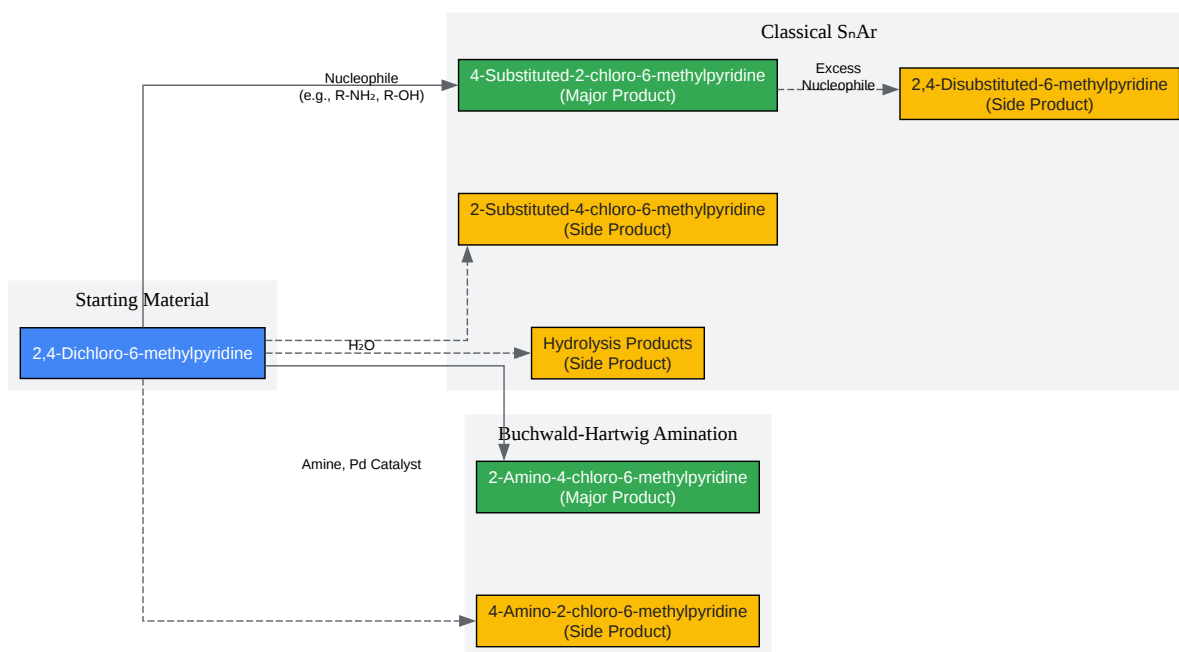 Classical SₙAr
Nucleophile
(e.g., R-NH₂, R-OH)
4-Substituted-2-chloro-6-methylpyridine
(Major Product)
Excess
Nucleophile
2,4-Disubstituted-6-methylpyridine
(Side Product)
2-Substituted-4-chloro-6-methylpyridine
(Side Product)
Starting Material
2,4-Dichloro-6-methylpyridine
H₂O
Hydrolysis Products
(Side Product)
Buchwald-Hartwig Amination
Amine, Pd Catalyst
2-Amino-4-chloro-6-methylpyridine
(Major Product)
4-Amino-2-chloro-6-methylpyridine
(Side Product)